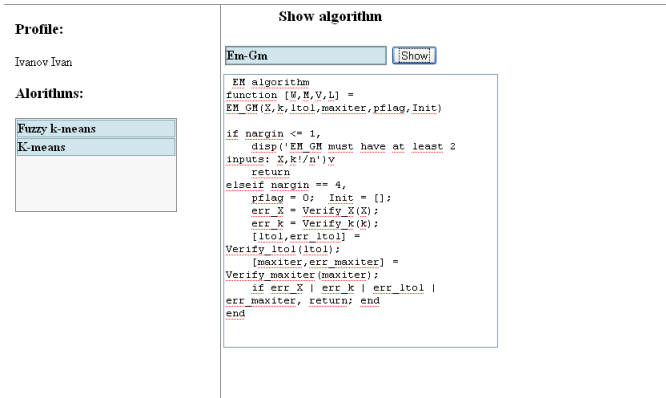 Show algorithm
Profile:
Ivanov Ivan
Alorithms:
Fuzzy k-means
K-means
Em-Gm
Show
EM algorithm
function [W,M,V,L] =
EM_GM(X,k,ltol,maxiter,pflag,Init)
if nargin <= 1,
disp('EM_GM must have at least 2
inputs: X,k!/n')v
return
elseif nargin == 4,
pflag = 0; Init = [];
err_X = Verify_X(X);
err_k = Verify_k(k);
[ltol,err_ltol] =
Verify_ltol(ltol);
[maxiter,err_maxiter] =
Verify_maxiter(maxiter);
if err_X | err_k | err_ltol |
err_maxiter, return; end
end